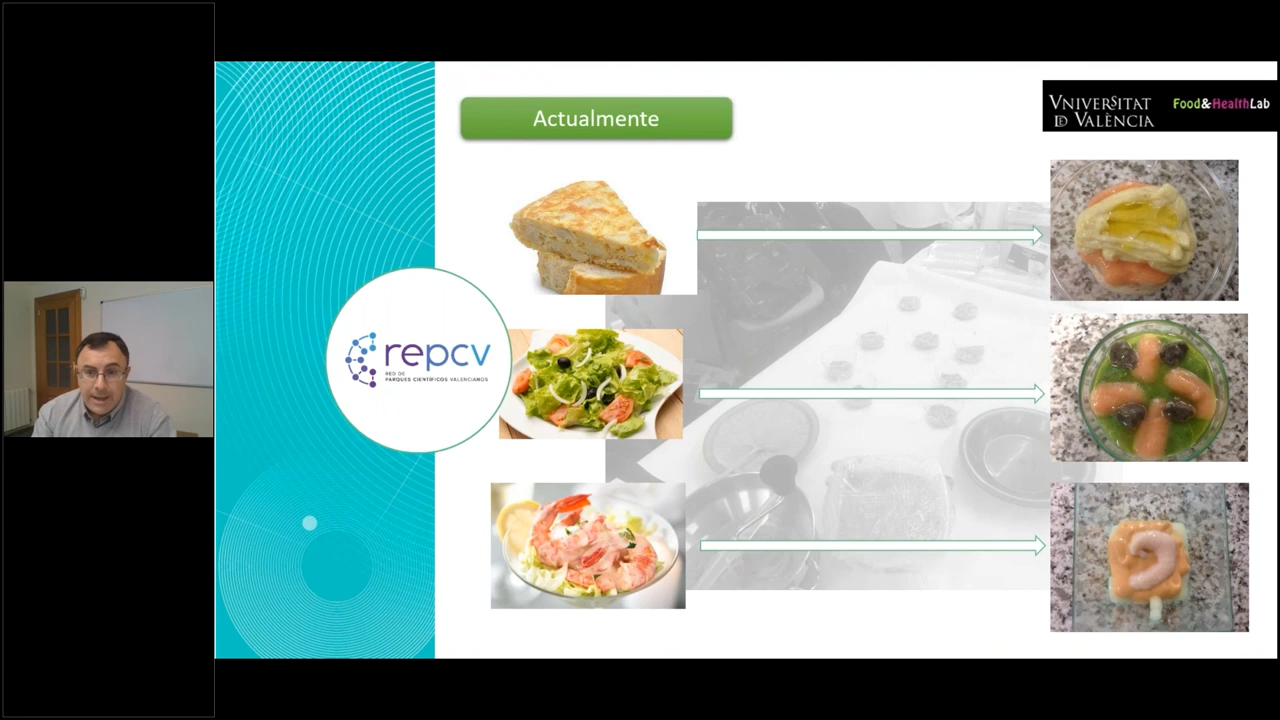 Actualmente
VNIVERSITAT
DE VALÈNCIA
Food&HealthLab
repcv
RED DE
PARQUES CIENTÍFICOS VALENCIANOS